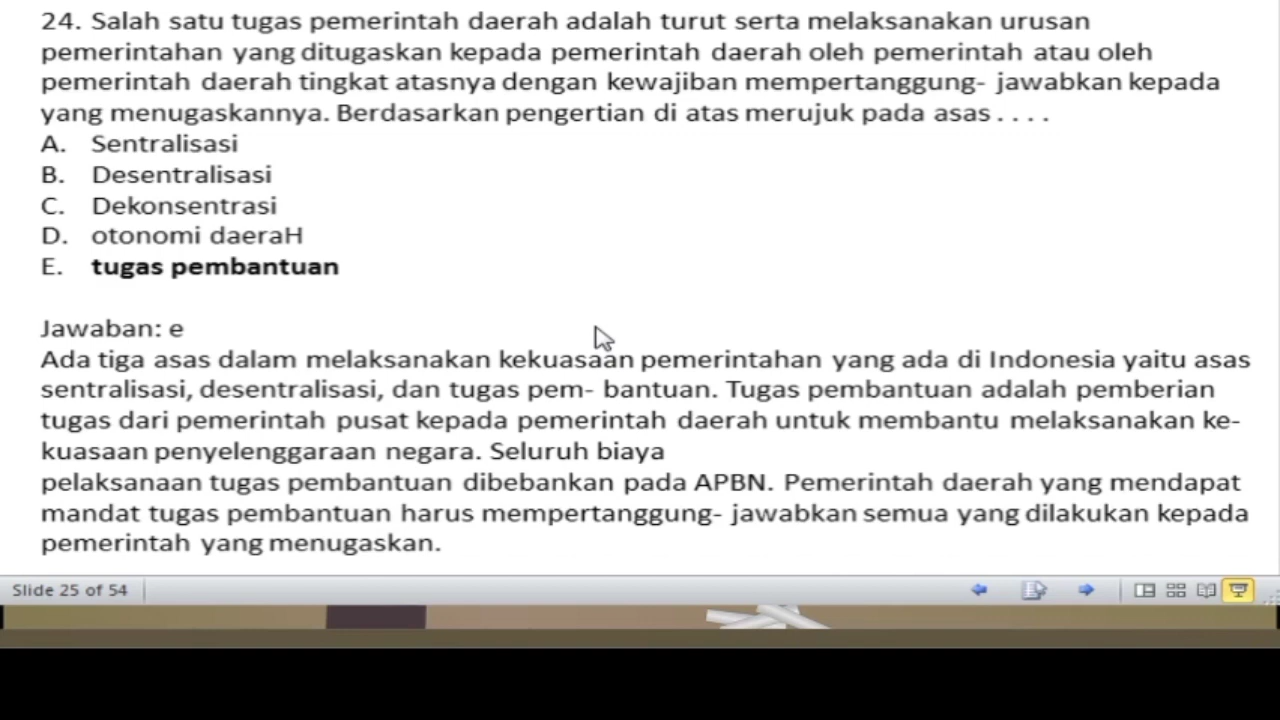 24. Salah satu tugas pemerintah daerah adalah turut serta melaksanakan urusan
pemerintahan yang ditugaskan kepada pemerintah daerah oleh pemerintah atau oleh
pemerintah daerah tingkat atasnya dengan kewajiban mempertanggung- jawabkan kepada
yang menugaskannya. Berdasarkan pengertian di atas merujuk pada asas . . . .
A. Sentralisasi
B. Desentralisasi
C. Dekonsentrasi
D. otonomi daeraH
E. tugas pembantuan
Jawaban: e
Ada tiga asas dalam melaksanakan kekuasaan pemerintahan yang ada di Indonesia yaitu asas
sentralisasi, desentralisasi, dan tugas pem- bantuan. Tugas pembantuan adalah pemberian
tugas dari pemerintah pusat kepada pemerintah daerah untuk membantu melaksanakan ke-
kuasaan penyelenggaraan negara. Seluruh biaya
pelaksanaan tugas pembantuan dibebankan pada APBN. Pemerintah daerah yang mendapat
mandat tugas pembantuan harus mempertanggung- jawabkan semua yang dilakukan kepada
pemerintah yang menugaskan.
Slide 25 of 54